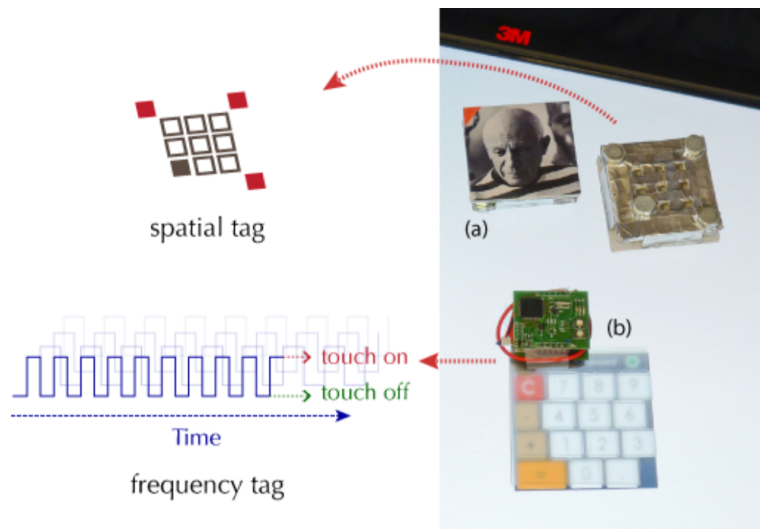 3M
spatial tag
(a)
(b)
touch on
touch off
Time
frequency tag
C 7 8 9
- 4 5 6
+ 1 2 3
= 0 .